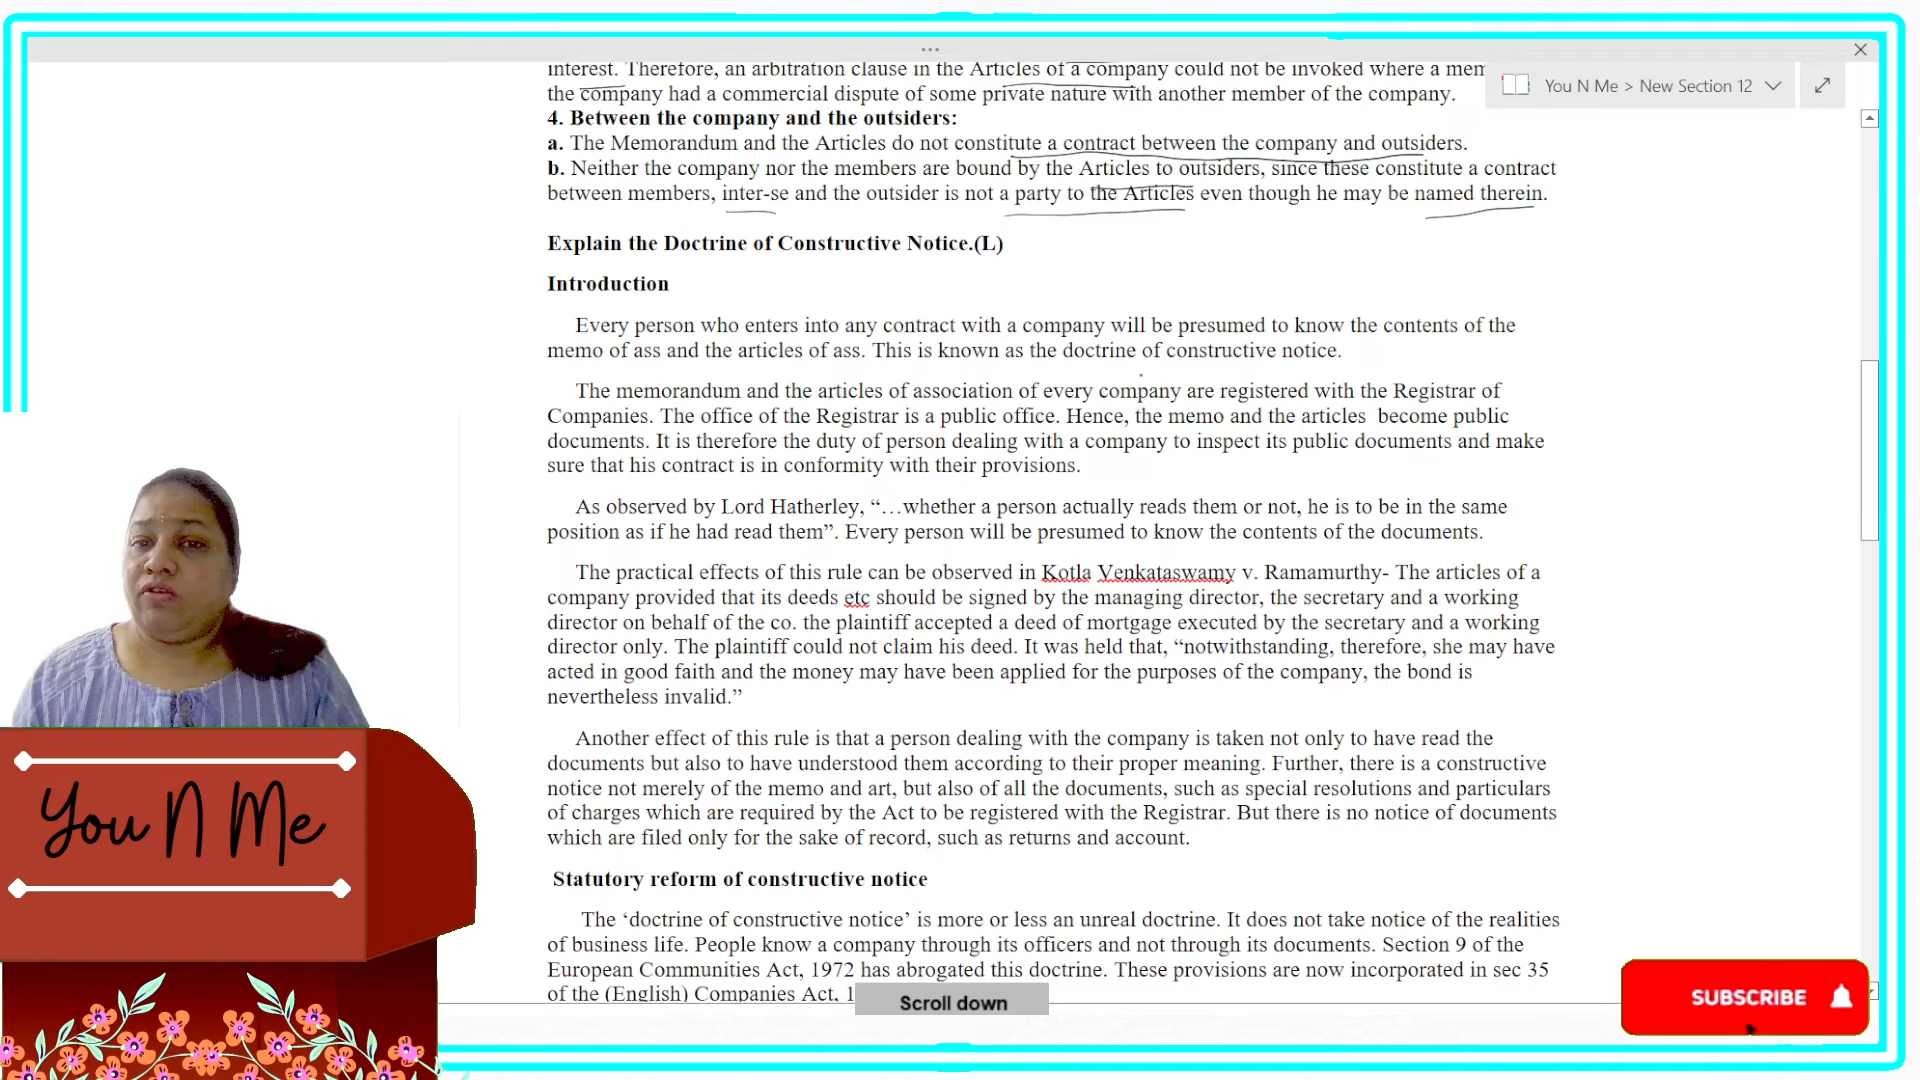 ...
interest. Therefore, an arbitration clause in the Articles of a company could not be invoked where a mem
the company had a commercial dispute of some private nature with another member of the company.
You N Me > New Section 12
4. Between the company and the outsiders:
a. The Memorandum and the Articles do not constitute a contract between the company and outsiders.
b. Neither the company nor the members are bound by the Articles to outsiders, since these constitute a contract
between members, inter-se and the outsider is not a party to the Articles even though he may be named therein.
Explain the Doctrine of Constructive Notice.(L)
Introduction
Every person who enters into any contract with a company will be presumed to know the contents of the
memo of ass and the articles of ass. This is known as the doctrine of constructive notice.
The memorandum and the articles of association of every company are registered with the Registrar of
Companies. The office of the Registrar is a public office. Hence, the memo and the articles become public
documents. It is therefore the duty of person dealing with a company to inspect its public documents and make
sure that his contract is in conformity with their provisions.
As observed by Lord Hatherley, “…whether a person actually reads them or not, he is to be in the same
position as if he had read them”. Every person will be presumed to know the contents of the documents.
The practical effects of this rule can be observed in Kotla Venkataswamy v. Ramamurthy- The articles of a
company provided that its deeds etc should be signed by the managing director, the secretary and a working
director on behalf of the co. the plaintiff accepted a deed of mortgage executed by the secretary and a working
director only. The plaintiff could not claim his deed. It was held that, “notwithstanding, therefore, she may have
acted in good faith and the money may have been applied for the purposes of the company, the bond is
nevertheless invalid.”
Another effect of this rule is that a person dealing with the company is taken not only to have read the
documents but also to have understood them according to their proper meaning. Further, there is a constructive
notice not merely of the memo and art, but also of all the documents, such as special resolutions and particulars
of charges which are required by the Act to be registered with the Registrar. But there is no notice of documents
which are filed only for the sake of record, such as returns and account.
Statutory reform of constructive notice
The ‘doctrine of constructive notice’ is more or less an unreal doctrine. It does not take notice of the realities
of business life. People know a company through its officers and not through its documents. Section 9 of the
European Communities Act, 1972 has abrogated this doctrine. These provisions are now incorporated in sec 35
of the (English) Companies Act, 1
Scroll down
You N Me
SUBSCRIBE